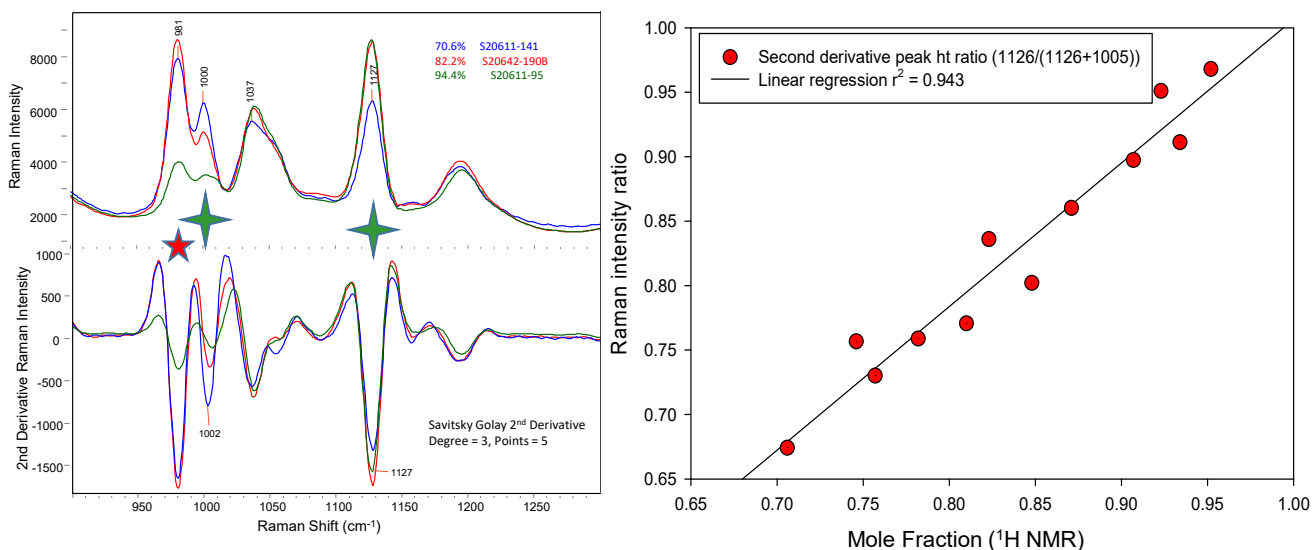 981
1000
1037
1127
70.6% S20611-141
82.2% S20642-190B
94.4% S20611-95
8000
6000
4000
2000
Raman Intensity
1000
500
0
-500
-1000
-1500
2nd Derivative Raman Intensity
1002
1127
Savitsky Golay 2nd Derivative
Degree = 3, Points = 5
950 1000 1050 1100 1150 1200 1250
Raman Shift (cm-1)
Second derivative peak ht ratio (1126/(1126+1005))
Linear regression r2 = 0.943
1.00
0.95
0.90
0.85
0.80
0.75
0.70
0.65
Raman intensity ratio
0.65 0.70 0.75 0.80 0.85 0.90 0.95 1.00
Mole Fraction (1H NMR)